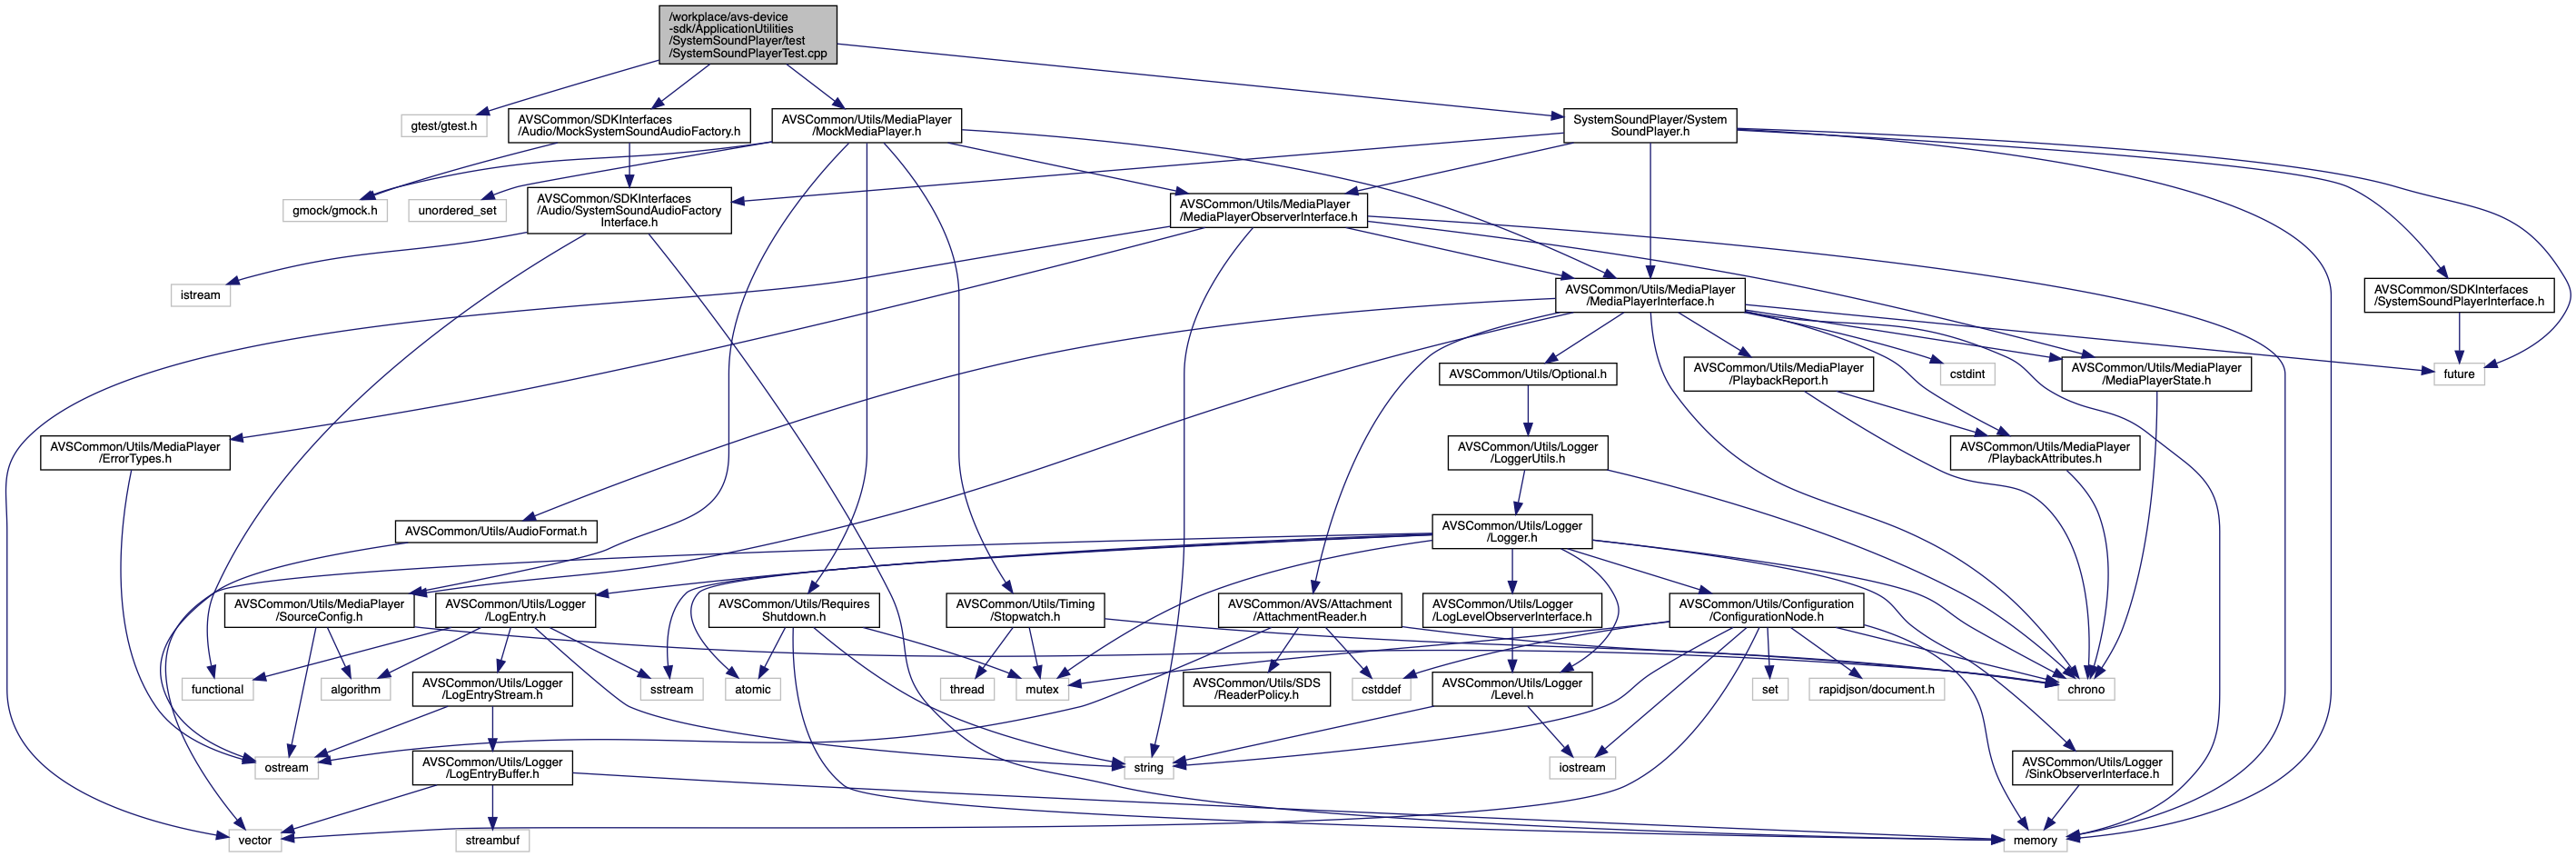 /workplace/avs-device
-sdk/ApplicationUtilities
/SystemSoundPlayer/test
/SystemSoundPlayerTest.cpp
gtest/gtest.h
AVSCommon/SDKInterfaces
/Audio/MockSystemSoundAudioFactory.h
AVSCommon/Utils/MediaPlayer
/MockMediaPlayer.h
SystemSoundPlayer/System
SoundPlayer.h
gmock/gmock.h
unordered_set
AVSCommon/SDKInterfaces
/Audio/SystemSoundAudioFactory
Interface.h
AVSCommon/Utils/MediaPlayer
/MediaPlayerObserverInterface.h
istream
AVSCommon/Utils/MediaPlayer
/MediaPlayerInterface.h
AVSCommon/SDKInterfaces
/SystemSoundPlayerInterface.h
AVSCommon/Utils/Optional.h
AVSCommon/Utils/MediaPlayer
/PlaybackReport.h
cstdint
AVSCommon/Utils/MediaPlayer
/MediaPlayerState.h
future
AVSCommon/Utils/MediaPlayer
/ErrorTypes.h
AVSCommon/Utils/Logger
/LoggerUtils.h
AVSCommon/Utils/MediaPlayer
/PlaybackAttributes.h
AVSCommon/Utils/AudioFormat.h
AVSCommon/Utils/Logger
/Logger.h
AVSCommon/Utils/MediaPlayer
/SourceConfig.h
AVSCommon/Utils/Logger
/LogEntry.h
AVSCommon/Utils/Requires
Shutdown.h
AVSCommon/Utils/Timing
/Stopwatch.h
AVSCommon/AVS/Attachment
/AttachmentReader.h
AVSCommon/Utils/Logger
/LogLevelObserverInterface.h
AVSCommon/Utils/Configuration
/ConfigurationNode.h
functional
algorithm
AVSCommon/Utils/Logger
/LogEntryStream.h
sstream
atomic
thread
mutex
AVSCommon/Utils/SDS
/ReaderPolicy.h
cstddef
AVSCommon/Utils/Logger
/Level.h
set
rapidjson/document.h
chrono
ostream
AVSCommon/Utils/Logger
/LogEntryBuffer.h
string
iostream
AVSCommon/Utils/Logger
/SinkObserverInterface.h
vector
streambuf
memory